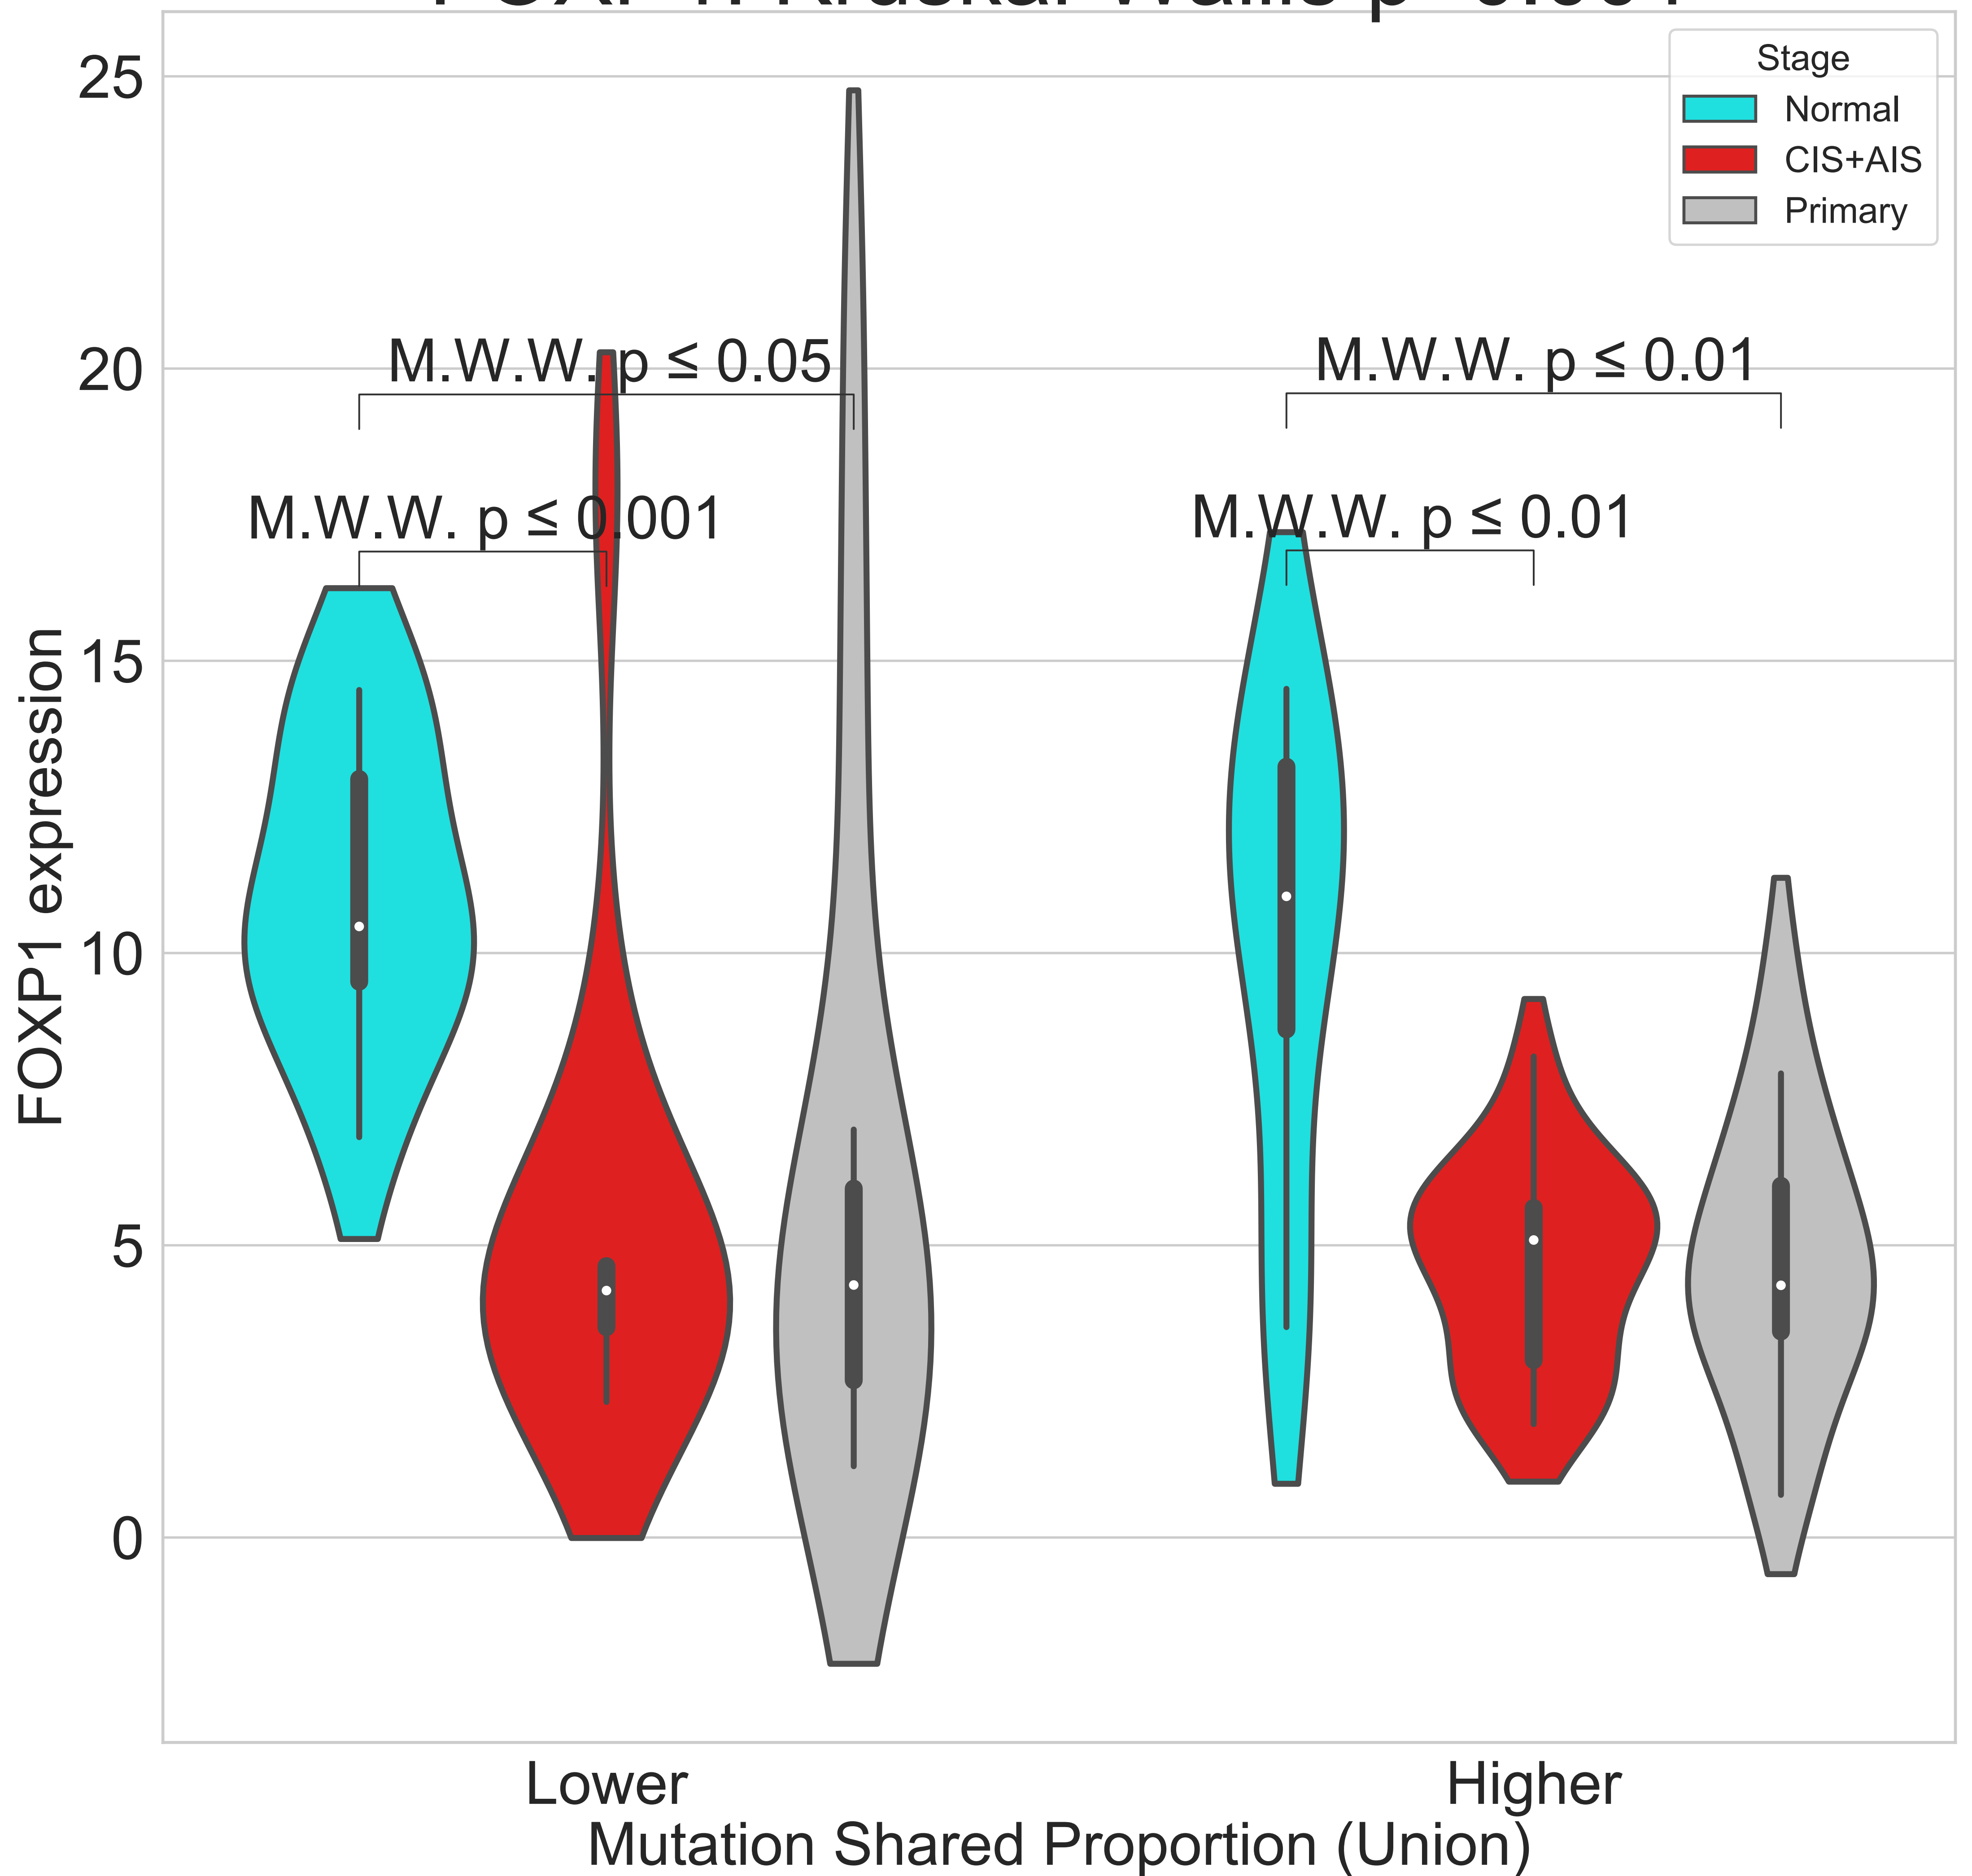 25
20
15
10
5
0
FOXP1 expression
Stage
Normal
CIS+AIS
Primary
M.W.W. p ≤ 0.05
M.W.W. p ≤ 0.01
M.W.W. p ≤ 0.001
M.W.W. p ≤ 0.01
Lower
Higher
Mutation Shared Proportion (Union)